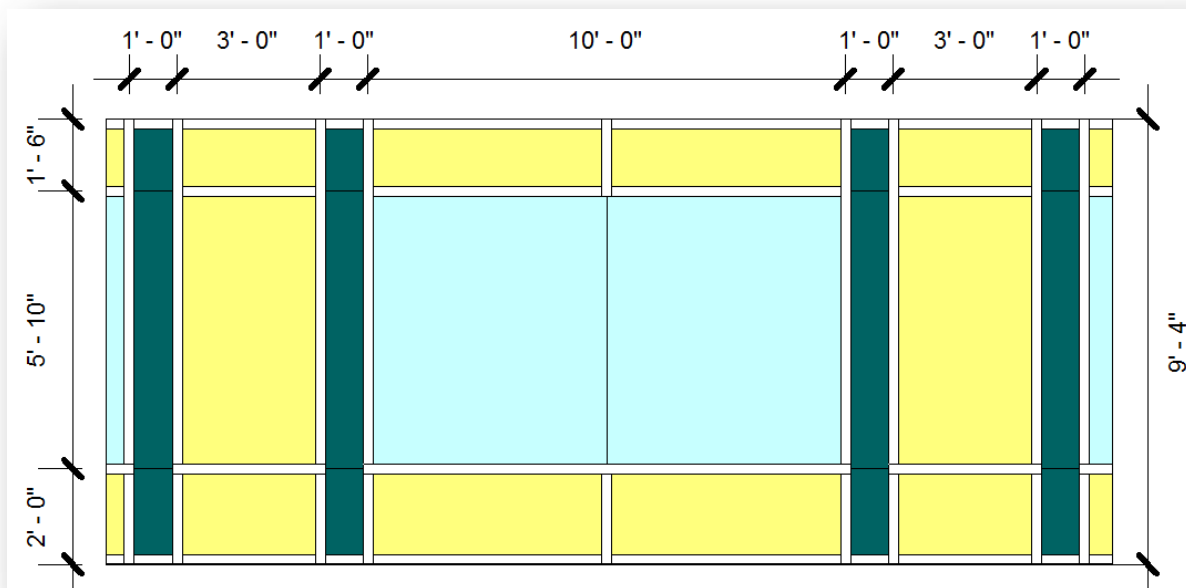 1' - 0"
3' - 0"
1' - 0"
10' - 0"
1' - 0"
3' - 0"
1' - 0"
1' - 6"
5' - 10"
2' - 0"
9' - 4"